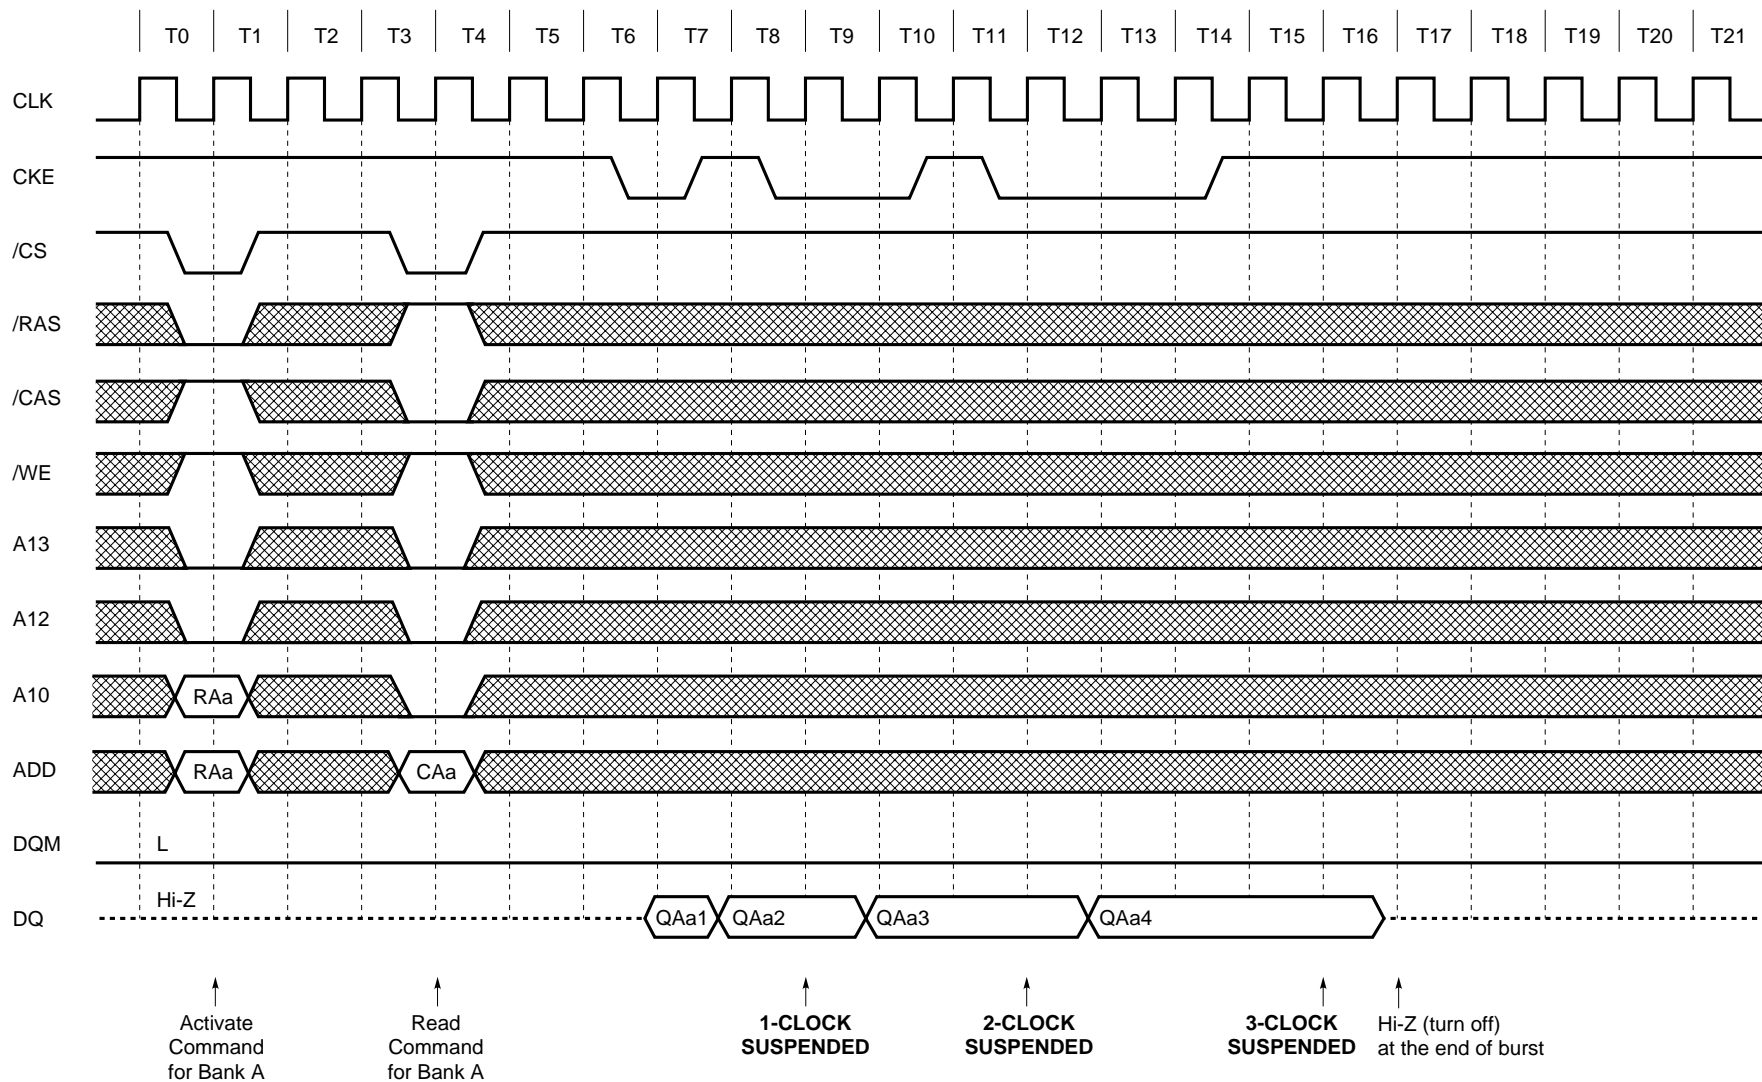 T0 T1 T2 T3 T4 T5 T6 T7 T8 T9 T10 T11 T12 T13 T14 T15 T16 T17 T18 T19 T20 T21
CLK
CKE
/CS
/RAS
/CAS
/WE
A13
A12
A10 RAa
ADD RAa CAa
DQM L
Hi-Z
DQ QAa1 QAa2 QAa3 QAa4
Activate
Command
for Bank A
Read
Command
for Bank A
1-CLOCK
SUSPENDED
2-CLOCK
SUSPENDED
3-CLOCK
SUSPENDED
Hi-Z (turn off)
at the end of burst